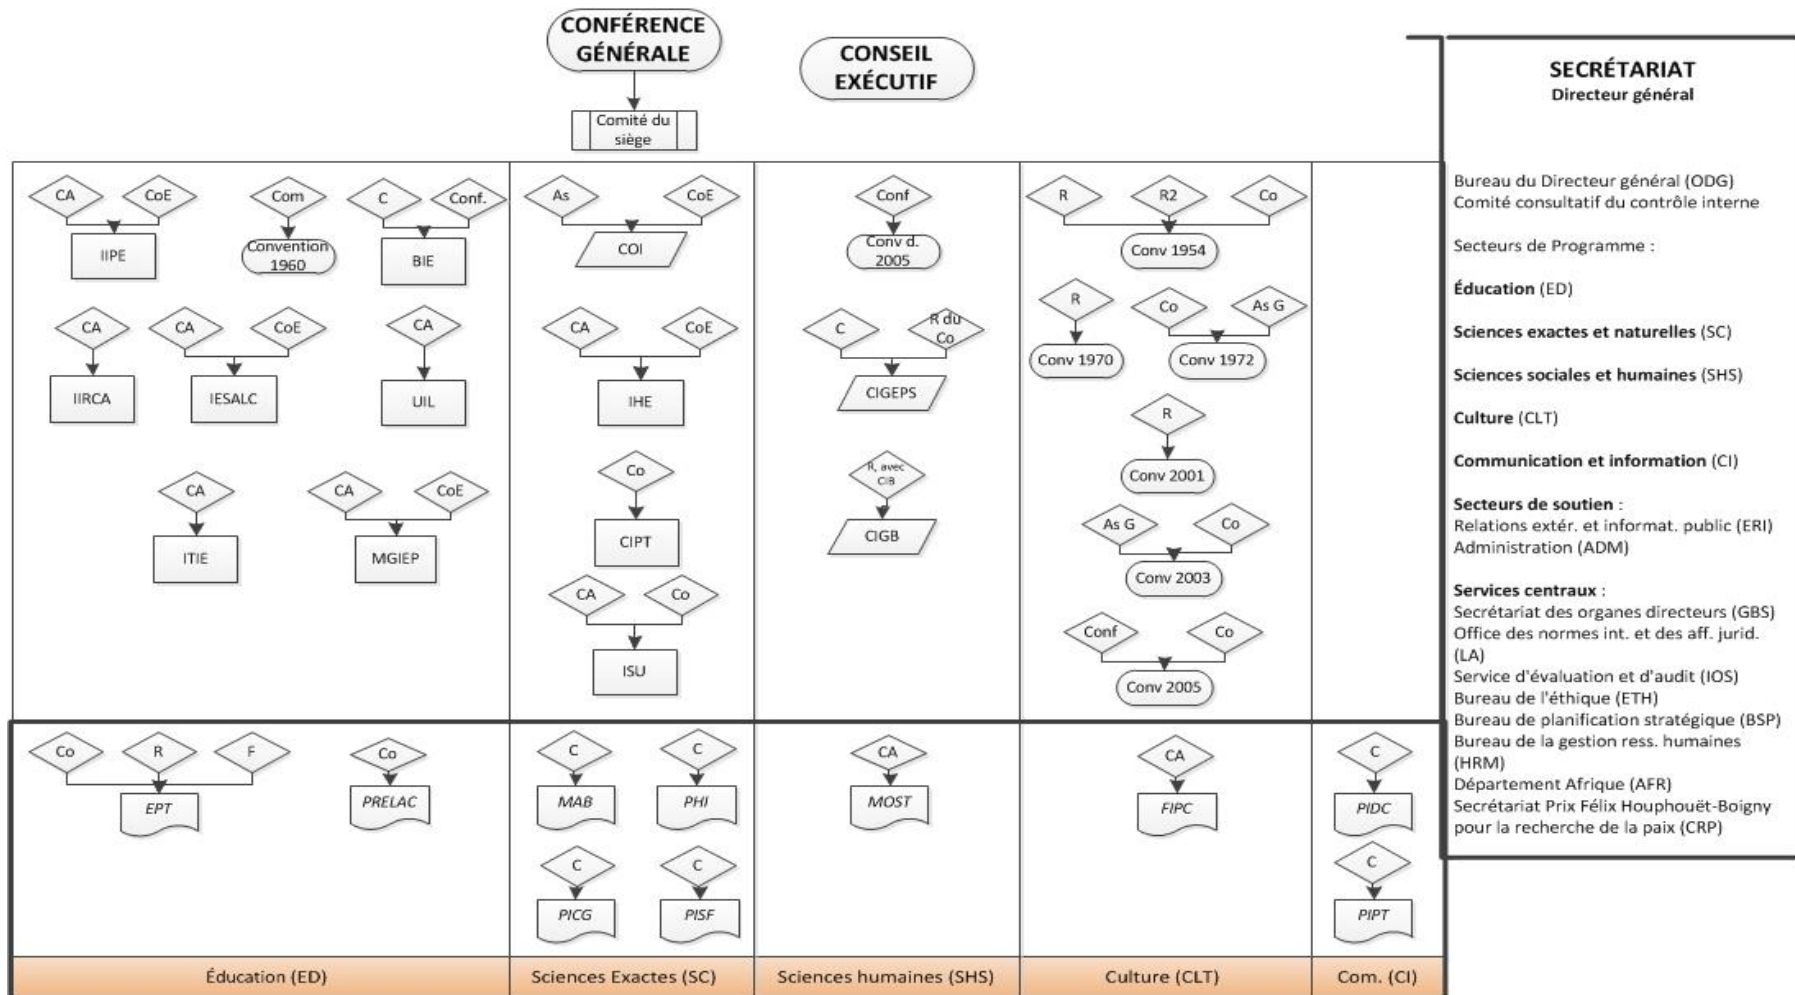 CONFÉRENCE
GÉNÉRALE
CONSEIL
EXÉCUTIF
Comité du
siège
CA
CoE
IIPE
Com
Convention
1960
C
Conf.
BIE
CA
IIRCA
CA
CoE
IESALC
CA
UIL
CA
ITIE
CA
CoE
MGIEP
As
CoE
COI
CA
CoE
IHE
Co
CIPT
CA
Co
ISU
Conf
Conv d.
2005
C
R du
Co
CIGEPS
R, avec
CIB
CIGB
R
R2
Co
Conv 1954
R
Conv 1970
Co
As G
Conv 1972
R
Conv 2001
As G
Co
Conv 2003
Conf
Co
Conv 2005
Co
R
F
EPT
Co
PRELAC
C
MAB
C
PHI
C
PICG
C
PISF
CA
MOST
CA
FIPC
C
PIDC
C
PIPT
Éducation (ED)
Sciences Exactes (SC)
Sciences humaines (SHS)
Culture (CLT)
Com. (CI)
SECRÉTARIAT
Directeur général
Bureau du Directeur général (ODG)
Comité consultatif du contrôle interne
Secteurs de Programme :
Éducation (ED)
Sciences exactes et naturelles (SC)
Sciences sociales et humaines (SHS)
Culture (CLT)
Communication et information (CI)
Secteurs de soutien :
Relations extér. et informat. public (ERI)
Administration (ADM)
Services centraux :
Secrétariat des organes directeurs (GBS)
Office des normes int. et des aff. jurid.
(LA)
Service d'évaluation et d'audit (IOS)
Bureau de l'éthique (ETH)
Bureau de planification stratégique (BSP)
Bureau de la gestion ress. humaines
(HRM)
Département Afrique (AFR)
Secrétariat Prix Félix Houphouët-Boigny
pour la recherche de la paix (CRP)